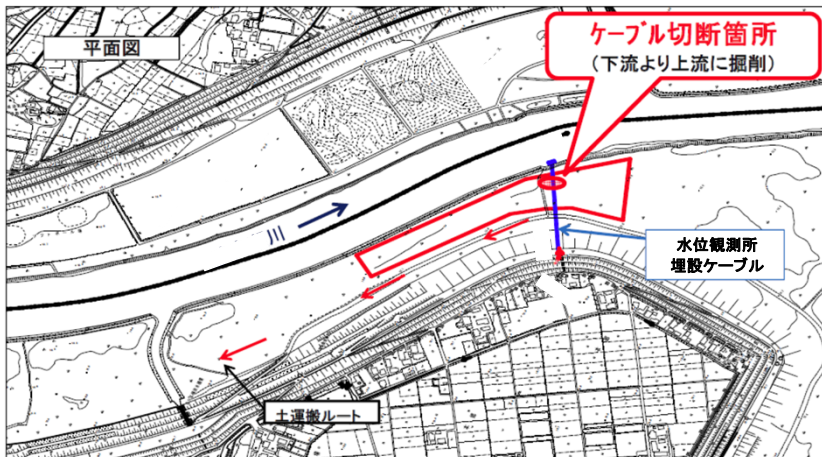 平面図
ケーブル切断箇所
（下流より上流に掘削）
川
水位観測所
埋設ケーブル
土運搬ルート